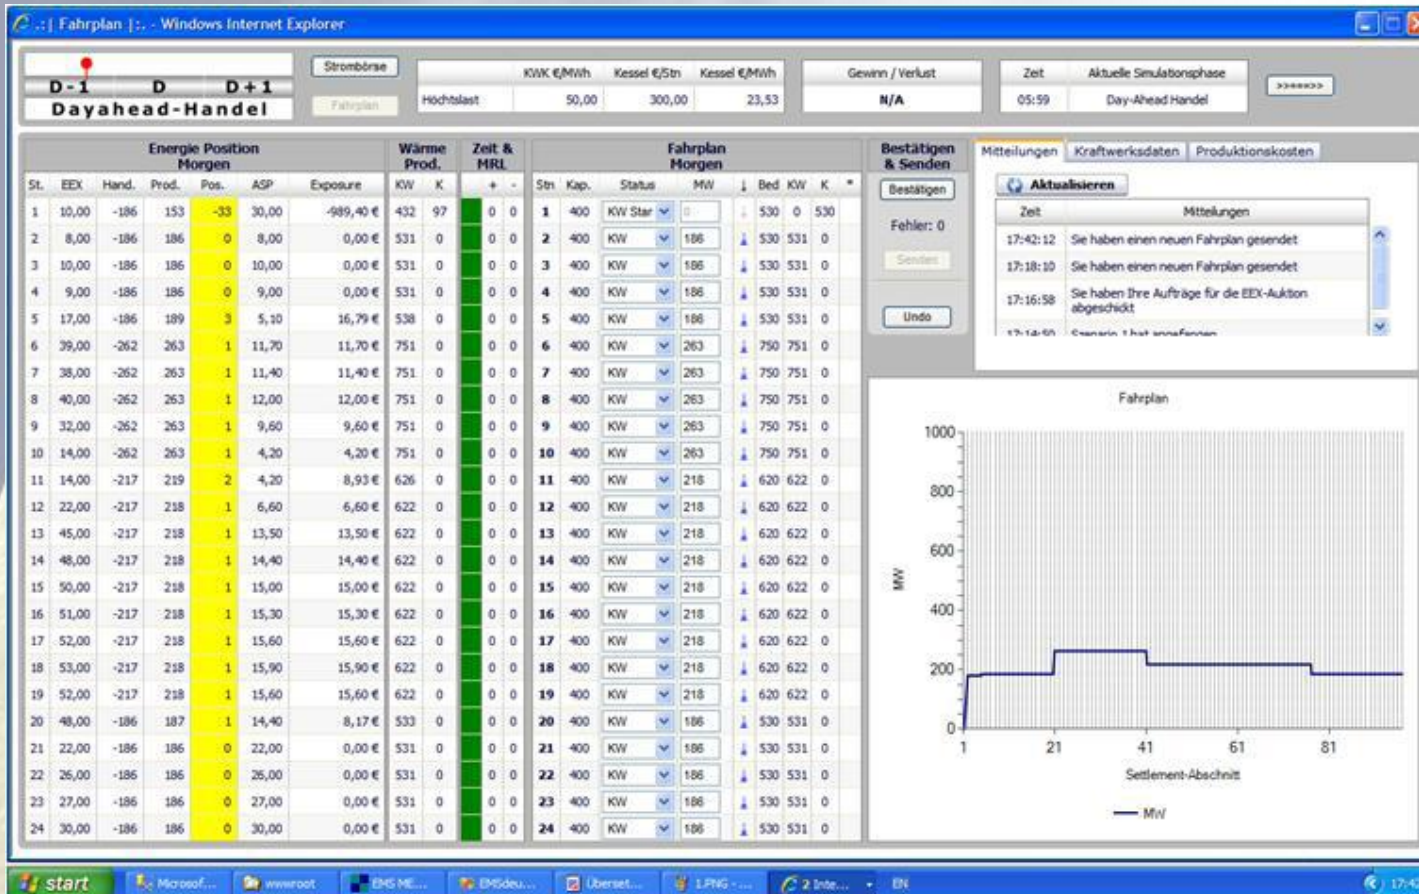 .:| Fahrplan |:. - Windows Internet Explorer
D-1 D D+1
Dayahead-Handel
Strombörse
Fahrplan
KWK €/MWh Kessel €/Stn Kessel €/MWh
Höchtslast 50,00 300,00 23,53
Gewinn / Verlust
N/A
Zeit Aktuelle Simulationsphase
05:59 Day-Ahead Handel
>>===>>
Energie Position Morgen
Wärme Prod.
Zeit & MRL
Fahrplan Morgen
Bestätigen & Senden
St. EEX Hand. Prod. Pos. ASP Exposure KW K + - Stn Kap. Status MW Bed KW K *
1 10,00 -186 153 -33 30,00 -989,40 € 432 97 0 0 1 400 KW Star 0 530 0 530
2 8,00 -186 186 0 8,00 0,00 € 531 0 0 0 2 400 KW 186 530 531 0
3 10,00 -186 186 0 10,00 0,00 € 531 0 0 0 3 400 KW 186 530 531 0
4 9,00 -186 186 0 9,00 0,00 € 531 0 0 0 4 400 KW 186 530 531 0
5 17,00 -186 189 3 5,10 16,79 € 538 0 0 0 5 400 KW 186 530 531 0
6 39,00 -262 263 1 11,70 11,70 € 751 0 0 0 6 400 KW 263 750 751 0
7 38,00 -262 263 1 11,40 11,40 € 751 0 0 0 7 400 KW 263 750 751 0
8 40,00 -262 263 1 12,00 12,00 € 751 0 0 0 8 400 KW 263 750 751 0
9 32,00 -262 263 1 9,60 9,60 € 751 0 0 0 9 400 KW 263 750 751 0
10 14,00 -262 263 1 4,20 4,20 € 751 0 0 0 10 400 KW 263 750 751 0
11 14,00 -217 219 2 4,20 8,93 € 626 0 0 0 11 400 KW 218 620 622 0
12 22,00 -217 218 1 6,60 6,60 € 622 0 0 0 12 400 KW 218 620 622 0
13 45,00 -217 218 1 13,50 13,50 € 622 0 0 0 13 400 KW 218 620 622 0
14 48,00 -217 218 1 14,40 14,40 € 622 0 0 0 14 400 KW 218 620 622 0
15 50,00 -217 218 1 15,00 15,00 € 622 0 0 0 15 400 KW 218 620 622 0
16 51,00 -217 218 1 15,30 15,30 € 622 0 0 0 16 400 KW 218 620 622 0
17 52,00 -217 218 1 15,60 15,60 € 622 0 0 0 17 400 KW 218 620 622 0
18 53,00 -217 218 1 15,90 15,90 € 622 0 0 0 18 400 KW 218 620 622 0
19 52,00 -217 218 1 15,60 15,60 € 622 0 0 0 19 400 KW 218 620 622 0
20 48,00 -186 187 1 14,40 8,17 € 533 0 0 0 20 400 KW 186 530 531 0
21 22,00 -186 186 0 22,00 0,00 € 531 0 0 0 21 400 KW 186 530 531 0
22 26,00 -186 186 0 26,00 0,00 € 531 0 0 0 22 400 KW 186 530 531 0
23 27,00 -186 186 0 27,00 0,00 € 531 0 0 0 23 400 KW 186 530 531 0
24 30,00 -186 186 0 30,00 0,00 € 531 0 0 0 24 400 KW 186 530 531 0
Bestätigen
Fehler: 0
Senden
Undo
Mitteilungen Kraftwerksdaten Produktionskosten
Aktualisieren
Zeit Mitteilungen
17:42:12 Sie haben einen neuen Fahrplan gesendet
17:18:10 Sie haben einen neuen Fahrplan gesendet
17:16:58 Sie haben Ihre Aufträge für die EEX-Auktion
abgeschickt
17:14:50 Szenario 1 hat angefangen
Fahrplan
1000
800
600
400
200
0
MW
1 21 41 61 81
Settlement-Abschnitt
MW
start Microsof... wwwroot EMS ME... EMSdeu... Überset... 1.PNG - ... 2 Inte... EN